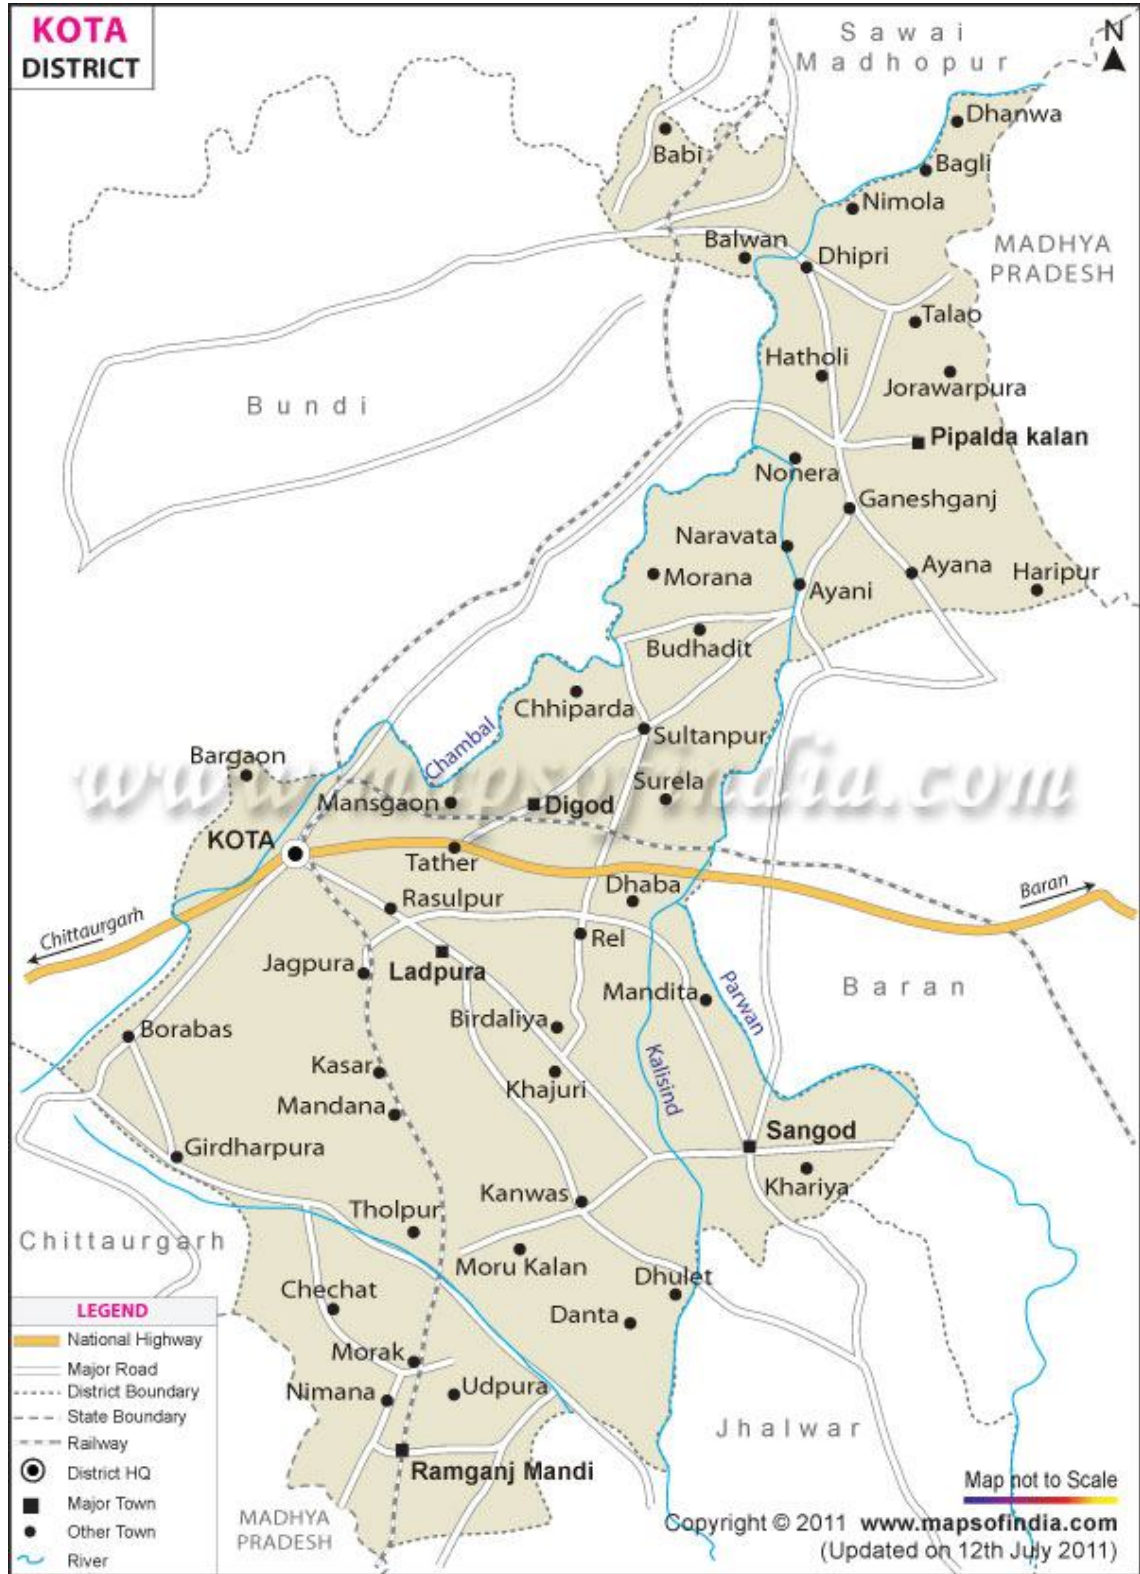 KOTA
DISTRICT
N
Sawai
Madhopur
Dhanwa
Babi
Bagli
Nimola
Balwan
Dhipri
MADHYA
PRADESH
Talao
Hatholi
Jorawarpura
Bundi
Pipalda kalan
Nonera
Ganeshganj
Naravata
Morana
Ayani
Ayana
Haripur
Budhadit
Chhiparda
Sultanpur
Chambal
Bargaon
www.mapsofindia.com
Surela
Mansgaon
Digod
KOTA
Tather
Dhaba
Baran
Rasulpur
Chittaurgarh
Rel
Jagpura
Ladpura
Mandita
Parwan
Baran
Birdaliya
Borabas
Kasar
Khajuri
Kalisind
Mandana
Sangod
Girdharpura
Khariya
Kanwas
Tholpur
Chittaurgarh
Moru Kalan
Dhulet
Chechat
Danta
Morak
Nimana
Udpura
Jhalwar
Ramganj Mandi
MADHYA
PRADESH
LEGEND
National Highway
Major Road
District Boundary
State Boundary
Railway
District HQ
Major Town
Other Town
River
Map not to Scale
Copyright © 2011 www.mapsofindia.com
(Updated on 12th July 2011)